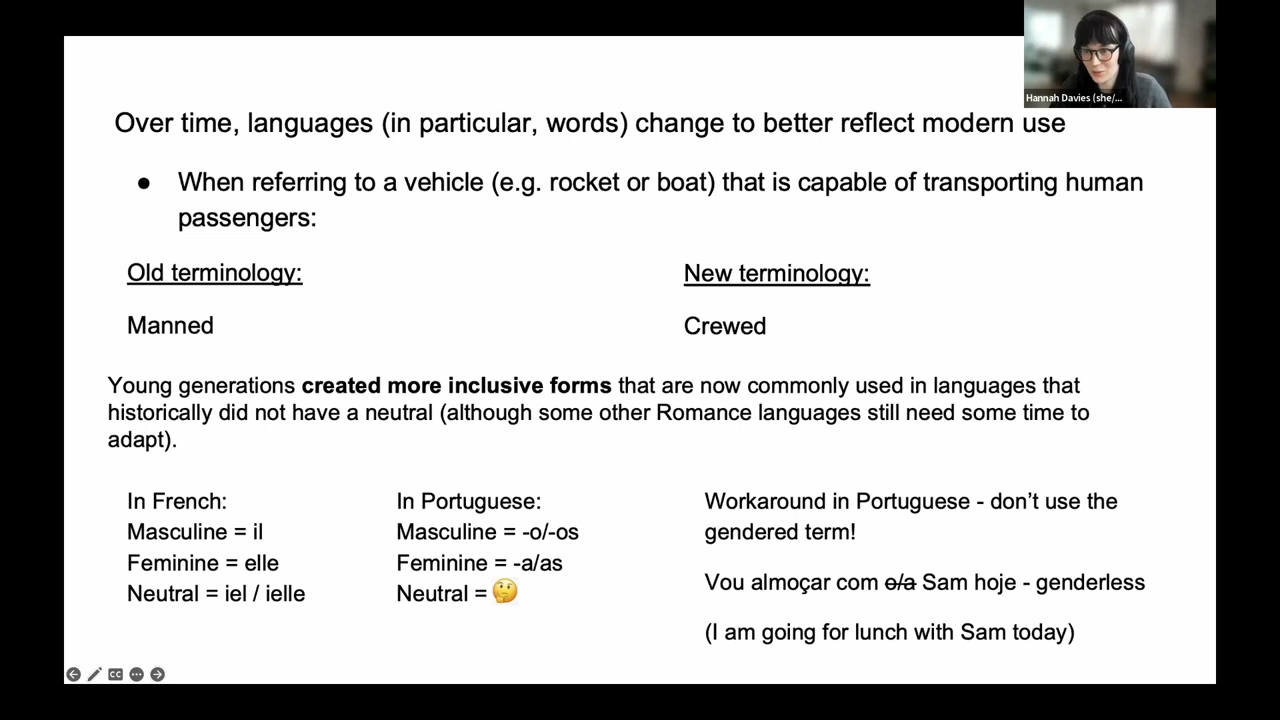 Hannah Davies (she/...
Over time, languages (in particular, words) change to better reflect modern use
● When referring to a vehicle (e.g. rocket or boat) that is capable of transporting human
passengers:
Old terminology:
New terminology:
Manned
Crewed
Young generations created more inclusive forms that are now commonly used in languages that
historically did not have a neutral (although some other Romance languages still need some time to
adapt).
In French:
Masculine = il
Feminine = elle
Neutral = iel / ielle
In Portuguese:
Masculine = -o/-os
Feminine = -a/as
Neutral = 🤔
Workaround in Portuguese - don’t use the
gendered term!
Vou almoçar com o/a Sam hoje - genderless
(I am going for lunch with Sam today)
CC